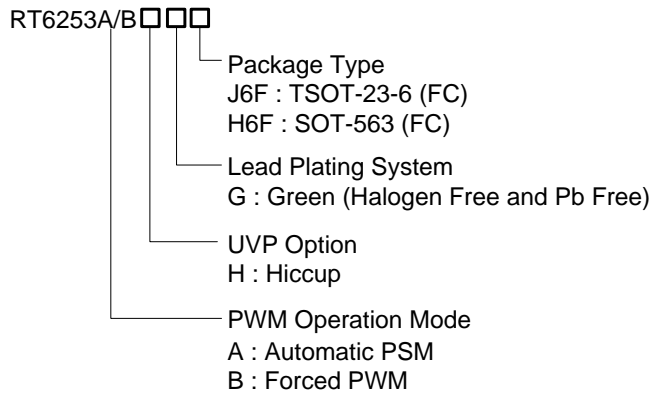 RT6253A/B□□□
Package Type
J6F : TSOT-23-6 (FC)
H6F : SOT-563 (FC)
Lead Plating System
G : Green (Halogen Free and Pb Free)
UVP Option
H : Hiccup
PWM Operation Mode
A : Automatic PSM
B : Forced PWM